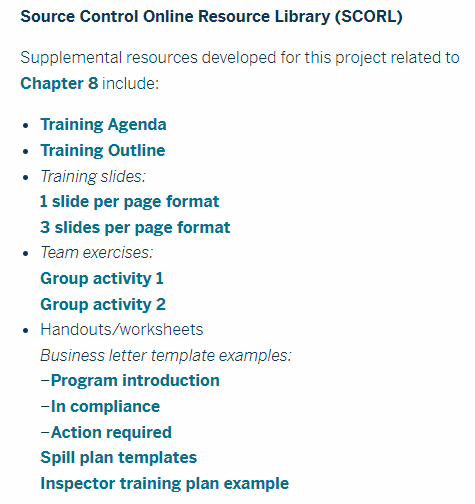 Source Control Online Resource Library (SCORL)
Supplemental resources developed for this project related to
Chapter 8 include:
• Training Agenda
• Training Outline
• Training slides:
1 slide per page format
3 slides per page format
• Team exercises:
Group activity 1
Group activity 2
• Handouts/worksheets
Business letter template examples:
–Program introduction
–In compliance
–Action required
Spill plan templates
Inspector training plan example